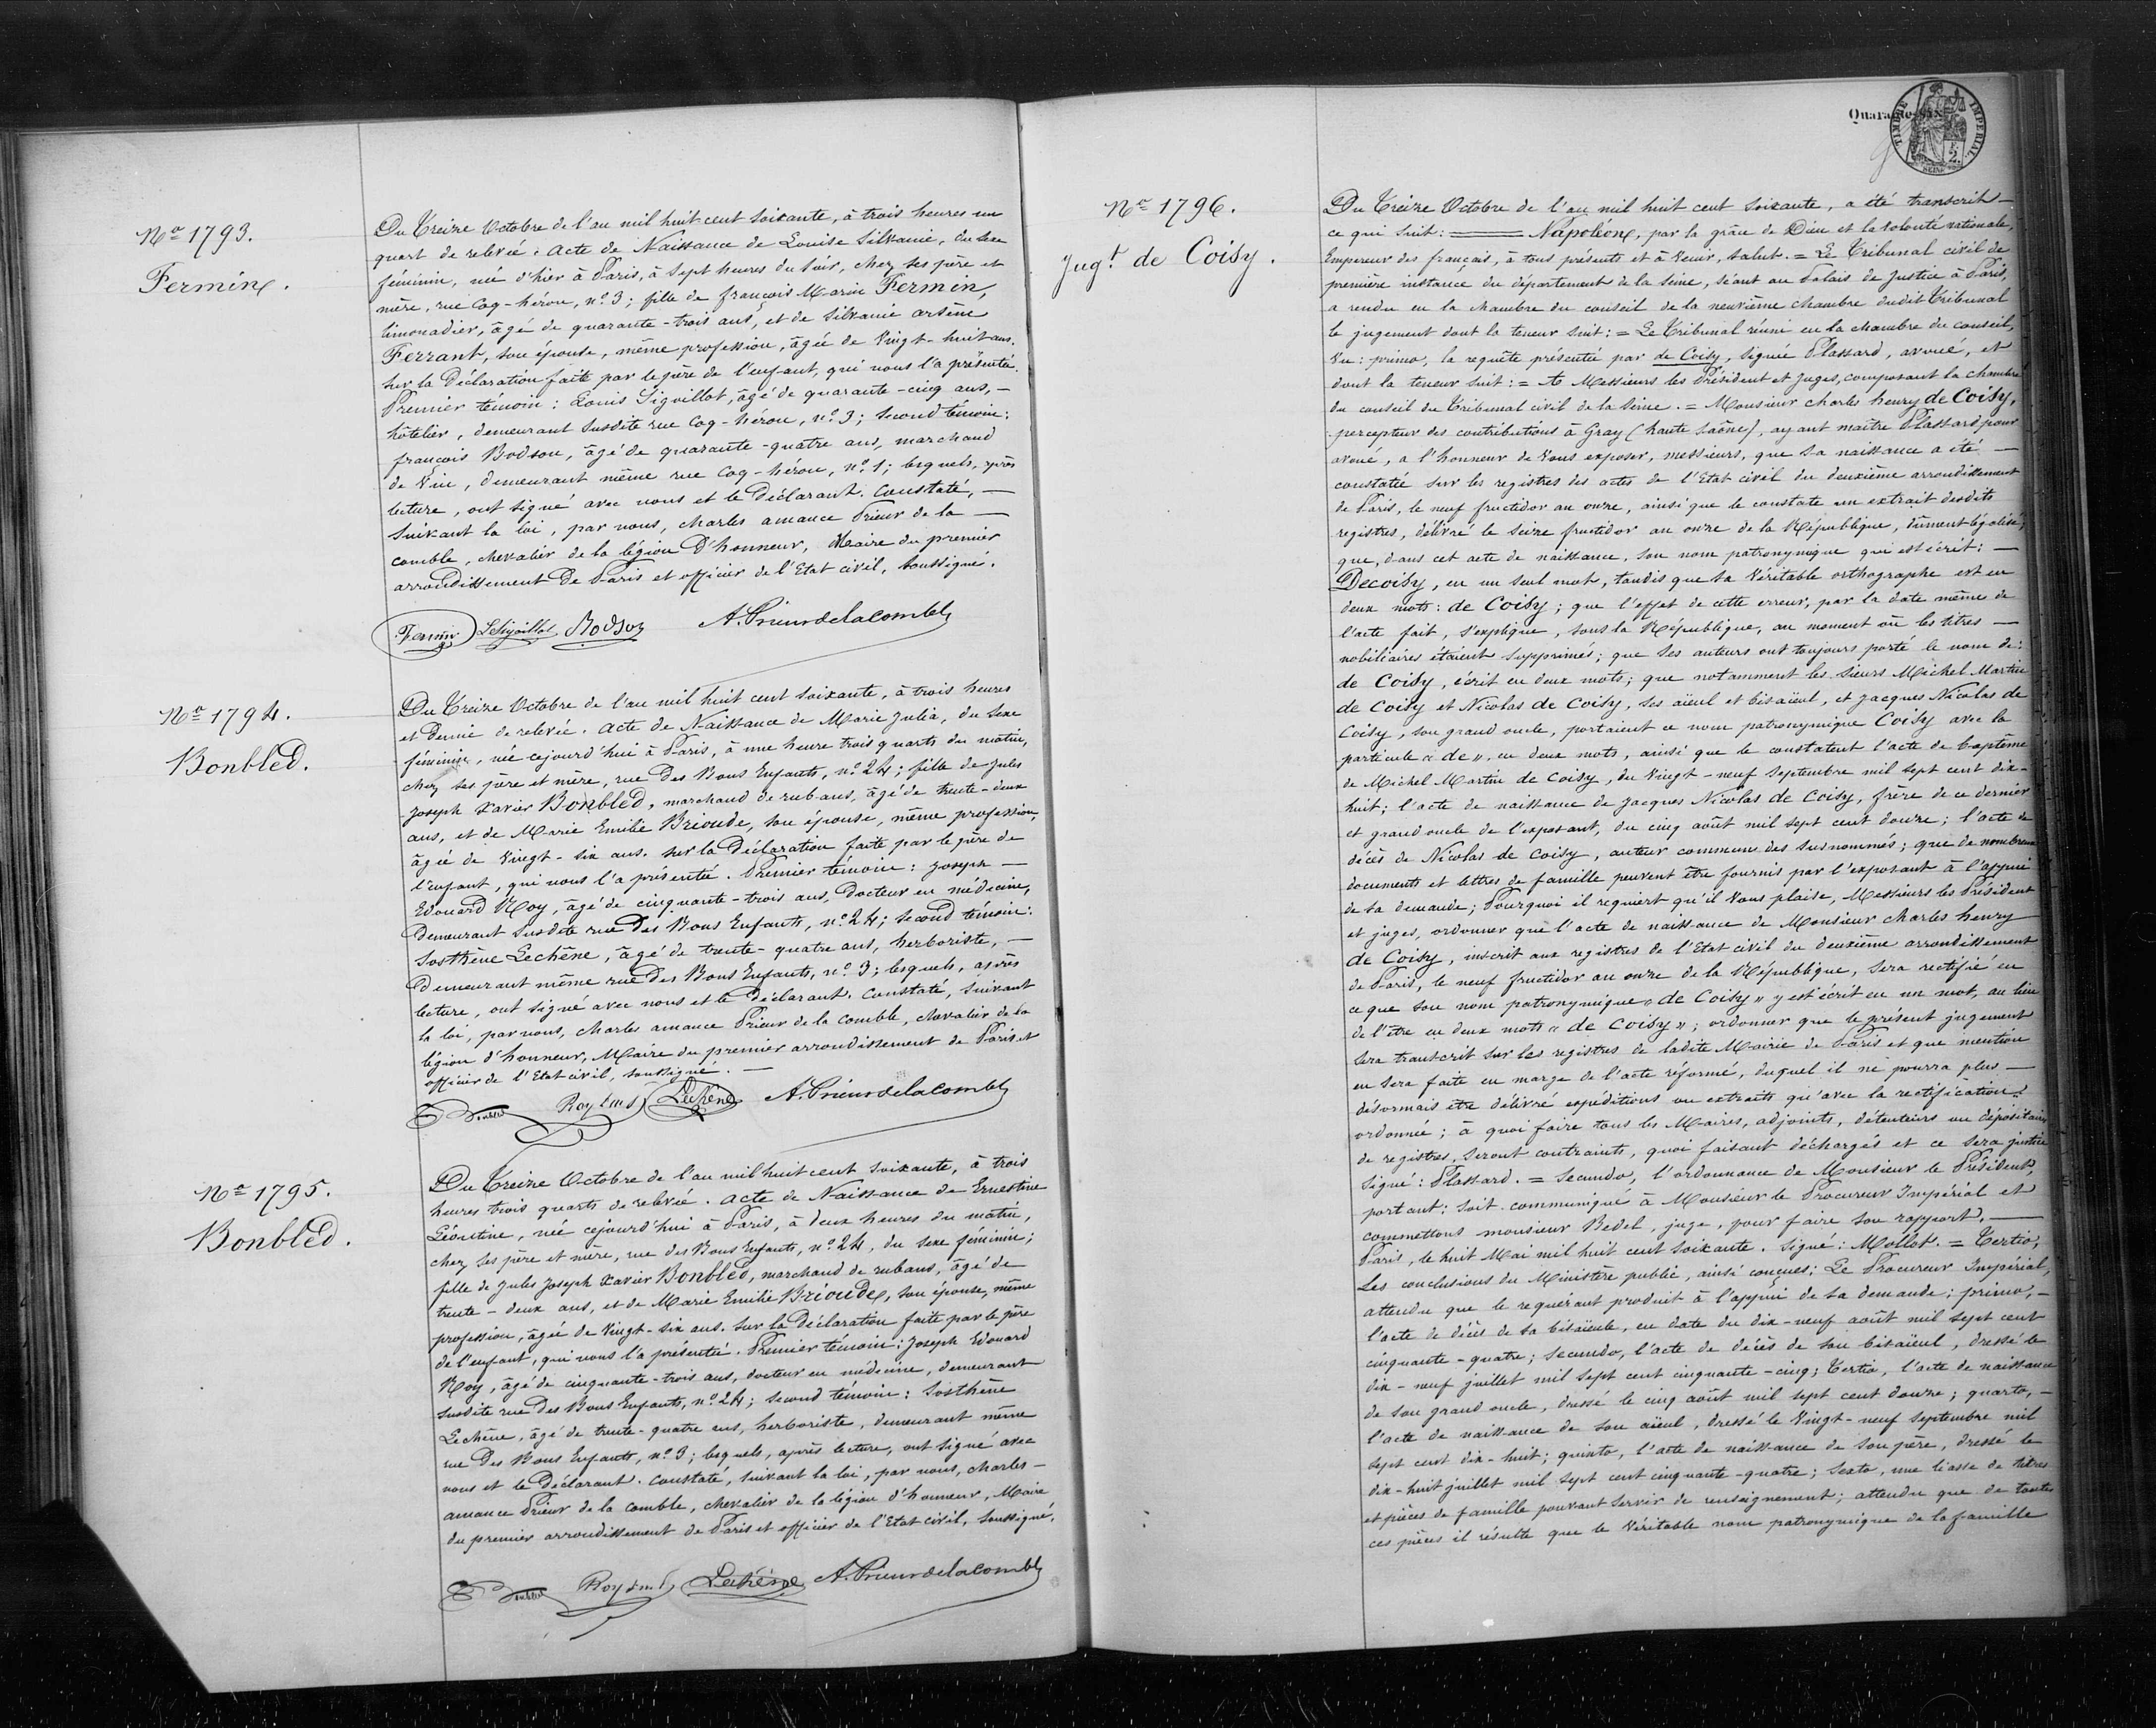 Nº 1793.
Fermin.
Du Treize Octobre de l'an mil huit cent soixante, à trois heures un
quart de relevée. Acte de Naissance de Louise Silvanie, du sexe
féminin, née d'hier à Paris, à sept heures du soir, chez ses père et
mère, rue Coq-héron, nº 3; fille de françois Marin Fermin,
limonadier, âgé de quarante-trois ans, et de Silvanie arsène
Ferrant, son épouse, même profession, âgée de Vingt-huit ans.
Sur la Déclaration faite par le père de l'enfant, qui nous l'a présenté.
Premier témoin: Louis Sigoillot, âgé de quarante-cinq ans, —
hôtelier, demeurant susdite rue Coq-héron, nº 3; second témoin:
françois Bodson, âgé de quarante-quatre ans, marchand
de Vin, demeurant même rue Coq-héron, nº 1; lesquels, après
lecture, ont signé avec nous et le Déclarant. Constaté, —
suivant la loi, par nous, charles amance Prieur de la —
comble, chevalier de la légion D'honneur, Maire du premier
arrondissement de Paris et officier de l'Etat civil, soussigné.
Fermin LSigoillot Bodson A. Prieurdelacomble
Nº 1794.
Bonbled.
Du Treize Octobre de l'an mil huit cent soixante, à trois heures
et demie de relevée. Acte de Naissance de Marie Julia, du sexe
féminin, née cejourd'hui à Paris, à une heure trois quarts du matin,
chez ses père et mère, rue Des Bons Enfants, nº 24; fille de Jules
Joseph Xavier Bonbled, marchand de rubans, âgé de trente-deux
ans, et de Marie Emilie Brioude, son épouse, même profession,
âgée de Vingt-six ans. Sur la Déclaration faite par le père de
l'enfant, qui nous l'a présentée. Premier témoin: Joseph —
Edouard Roy, âgé de cinquante-trois ans, Docteur en médecine,
Demeurant susdite rue Des Bons Enfants, nº 24; second témoin:
Sosthène Lechêne, âgé de trente-quatre ans, herboriste, —
Demeurant même rue Des Bons Enfants, nº 3; lesquels, après
lecture, ont signé avec nous et le Déclarant. Constaté, suivant
la loi, par nous, charles amance Prieur de la comble, chevalier de la
légion d'honneur, Maire du premier arrondissement de Paris et
officier de l'Etat civil, soussigné. —
Bonbled Roy Lechêne A. Prieurdelacomble
Nº 1795.
Bonbled.
Du Treize Octobre de l'an mil huit cent soixante, à trois
heures trois quarts de relevée. Acte de Naissance de Ernestine
Léontine, née cejourd'hui à Paris, à deux heures du matin,
chez ses père et mère, rue des Bons Enfants, nº 24, du sexe féminin;
fille de Jules Joseph Xavier Bonbled, marchand de rubans, âgé de
trente-deux ans, et de Marie Emilie Brioude, son épouse, même
profession, âgée de Vingt-six ans. Sur la déclaration faite par le père
de l'enfant, qui nous l'a présentée. Premier témoin: Joseph Edouard
Roy, âgé de cinquante-trois ans, docteur en médecine, demeurant
susdite rue Des Bons Enfants, nº 24; second témoin: Sosthène
Lechêne, âgé de trente-quatre ans, herboriste, demeurant même
rue Des Bons Enfants, nº 3; lesquels, après lecture, ont signé avec
nous et le Déclarant. Constaté, suivant la loi, par nous, charles —
amance Prieur de la comble, chevalier de la légion d'honneur, Maire
du premier arrondissement de Paris et officier de l'Etat civil, soussigné.
Bonbled Roy Lechêne A. Prieurdelacomble
Quarante-six
TIMBRE IMPERIAL
2
SEINE
Nº 1796.
Jugt de Coisy.
Du Treize Octobre de l'an mil huit cent soixante, a été transcrit —
ce qui suit: ═ Napoléon, par la grâce de Dieu et la volonté nationale,
Empereur des français, à tous présents et à venir, salut. = Le Tribunal civil de
première instance du département de la Seine, séant au Palais de Justice à Paris,
a rendu en la chambre du conseil de la neuvième chambre dudit Tribunal
le jugement dont la teneur suit: = Le Tribunal réuni en la chambre du conseil,
Vu: primo, la requête présentée par de Coisy, signée Plassard, avoué, et
dont la teneur suit: = A Messieurs les Président et Juges, composant la chambre
du conseil du Tribunal civil de la Seine. = Monsieur charles henry de Coisy,
percepteur des contributions à Gray (haute Saône), ayant maître Plassard pour
avoué, a l'honneur de vous exposer, messieurs, que sa naissance a été —
constatée sur les registres des actes de l'Etat civil du deuxième arrondissement
de Paris, le neuf fructidor an onze, ainsi que le constate un extrait desdits
registres, délivré le seize fructidor an onze de la République, dûment légalisé;
que, dans cet acte de naissance, son nom patronymique qui est écrit: —
Decoisy, en un seul mot, tandis que sa véritable orthographe est en
deux mots: de Coisy; que l'effet de cette erreur, par la date même de
l'acte fait, s'explique, sous la République, au moment où les titres —
nobiliaires étaient supprimés; que ses auteurs ont toujours porté le nom de:
de Coisy, écrit en deux mots; que notamment les sieurs Michel Martin
de Coisy et Nicolas de Coisy, ses aïeul et bisaïeul, et Jacques Nicolas de
Coisy, son grand oncle, portaient ce nom patronymique Coisy avec la
particule « de », en deux mots, ainsi que le constatent l'acte de baptême
de Michel Martin de Coisy, du Vingt-neuf septembre mil sept cent dix-
huit; l'acte de naissance de Jacques Nicolas de Coisy, frère de ce dernier
et grand oncle de l'exposant, du cinq août mil sept cent douze; l'acte de
décès de Nicolas de Coisy, auteur commun des susnommés; que de nombreux
documents et lettres de famille peuvent être fournis par l'exposant à l'appui
de sa demande; Pourquoi il requiert qu'il Vous plaise, Messieurs les Président
et juges, ordonner que l'acte de naissance de Monsieur charles henry
de Coisy, inscrit aux registres de l'Etat civil du deuxième arrondissement
de Paris, le neuf fructidor an onze de la République, sera rectifié en
ce que son nom patronymique « de Coisy » y est écrit en un mot, au lieu
de l'être en deux mots « de Coisy »; ordonner que le présent jugement
sera transcrit sur les registres de ladite Mairie de Paris et que mention
en sera faite en marge de l'acte réformé, duquel il ne pourra plus —
désormais être délivré expéditions ou extraits qu'avec la rectification
ordonnée; à quoi faire tous les Maires, adjoints, détenteurs ou dépositaires
de registres, seront contraints, quoi faisant déchargés et ce sera justice
signé: Plassard. = Secundo, l'ordonnance de Monsieur le Président,
portant: soit communiqué à Monsieur le Procureur Impérial et
commettons monsieur Bedel, juge, pour faire son rapport. —
Paris, le huit Mai mil huit cent soixante. Signé: Mollot. = Tertio,
Les conclusions du Ministère public, ainsi conçues: Le Procureur Impérial,
attendu que le requérant produit à l'appui de sa demande; primo, —
l'acte de décès de sa bisaïeule, en date du dix-neuf août mil sept cent
cinquante-quatre; secundo, l'acte de décès de son bisaïeul, dressé le
dix-neuf juillet mil sept cent cinquante-cinq; Tertio, l'acte de naissance
de son grand oncle, dressé le cinq août mil sept cent douze; quarto, —
l'acte de naissance de son aïeul, dressé le Vingt-neuf septembre mil
sept cent dix-huit; quinto, l'acte de naissance de son père, dressé le
dix-huit juillet mil sept cent cinquante-quatre; sexto, une liasse de titres
et pièces de famille pouvant servir de renseignement; attendu que de toutes
ces pièces il résulte que le véritable nom patronymique de la famille